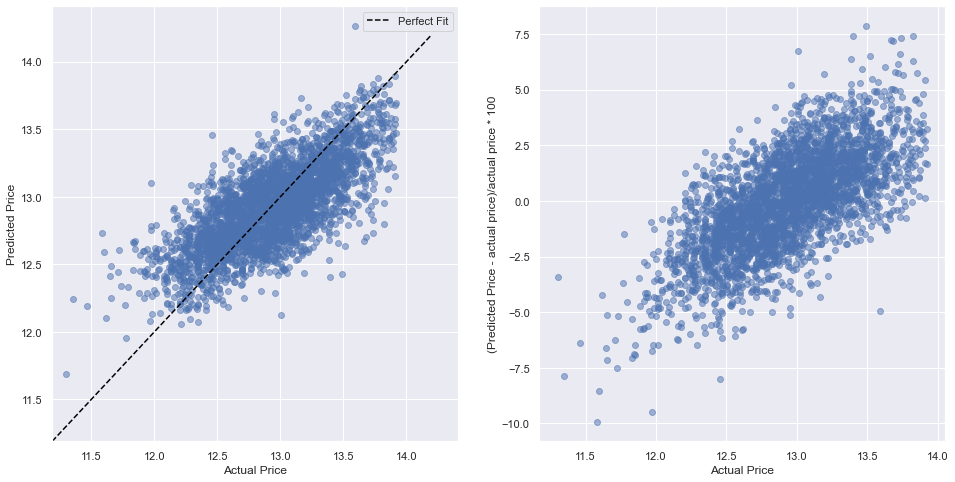 Perfect Fit
Predicted Price
14.0
13.5
13.0
12.5
12.0
11.5
11.5 12.0 12.5 13.0 13.5 14.0
Actual Price
(Predicted Price - actual price)/actual price * 100
7.5
5.0
2.5
0.0
−2.5
−5.0
−7.5
−10.0
11.5 12.0 12.5 13.0 13.5 14.0
Actual Price